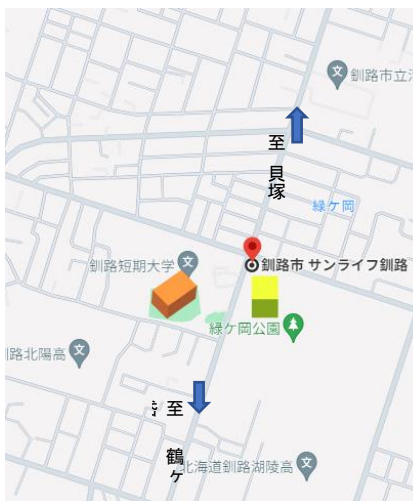 釧路市立沼
至 貝塚
緑ケ岡
釧路短期大学
釧路市 サンライフ釧路
緑ケ岡公園
路北陽高
至 鶴ヶ
北海道釧路湖陵高